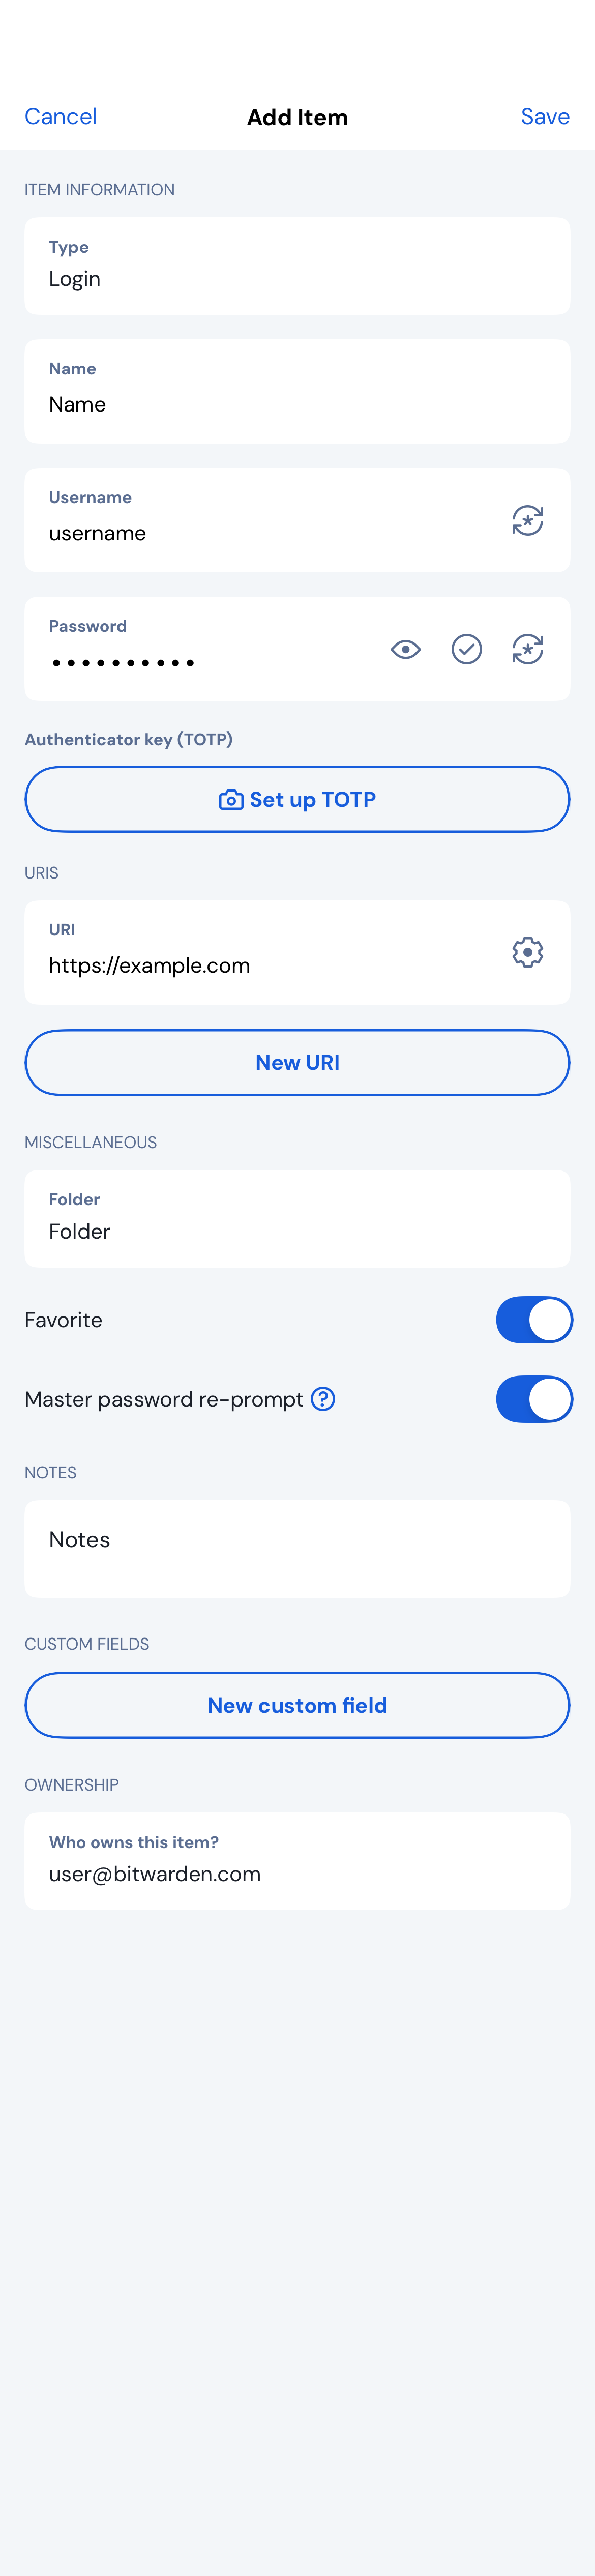 Cancel Add Item Save
ITEM INFORMATION
Type
Login
Name
Name
Username
username
Password
••••••••••
Authenticator key (TOTP)
Set up TOTP
URIS
URI
https://example.com
New URI
MISCELLANEOUS
Folder
Folder
Favorite
Master password re-prompt
NOTES
Notes
CUSTOM FIELDS
New custom field
OWNERSHIP
Who owns this item?
user@bitwarden.com